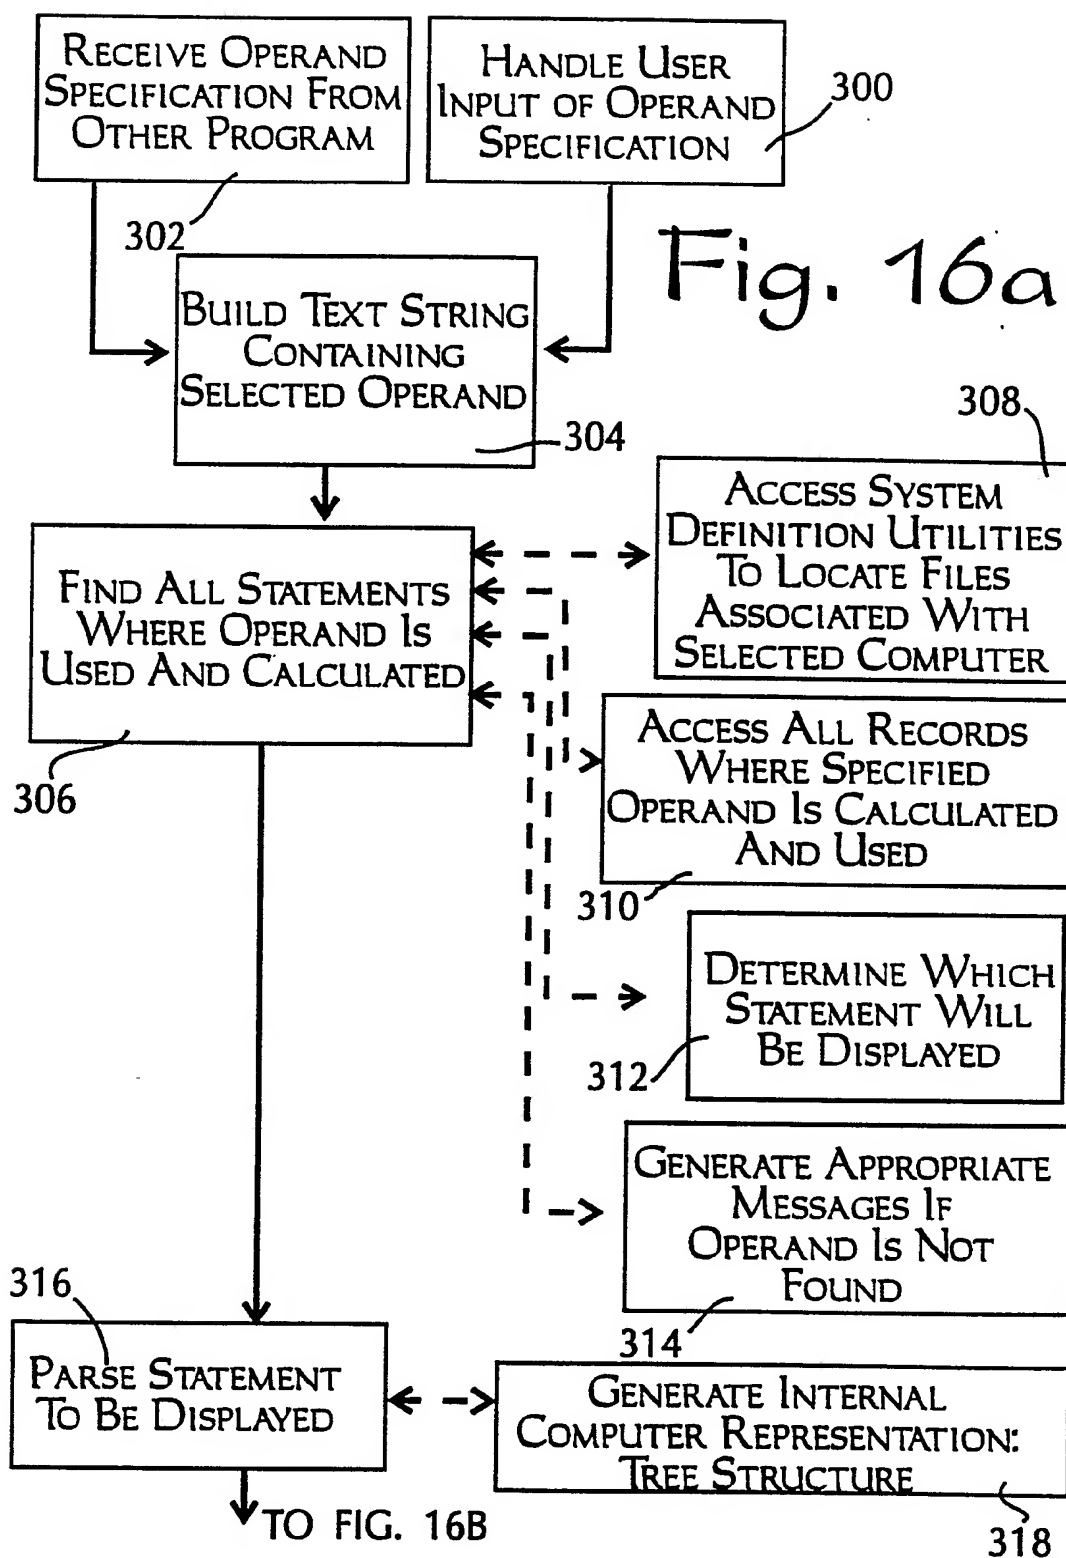 RECEIVE OPERAND
SPECIFICATION FROM
OTHER PROGRAM
302
HANDLE USER
INPUT OF OPERAND
SPECIFICATION
300
Fig. 16a
BUILD TEXT STRING
CONTAINING
SELECTED OPERAND
304
FIND ALL STATEMENTS
WHERE OPERAND IS
USED AND CALCULATED
306
308
ACCESS SYSTEM
DEFINITION UTILITIES
TO LOCATE FILES
ASSOCIATED WITH
SELECTED COMPUTER
ACCESS ALL RECORDS
WHERE SPECIFIED
OPERAND IS CALCULATED
AND USED
310
DETERMINE WHICH
STATEMENT WILL
BE DISPLAYED
312
GENERATE APPROPRIATE
MESSAGES IF
OPERAND IS NOT
FOUND
314
316
PARSE STATEMENT
TO BE DISPLAYED
GENERATE INTERNAL
COMPUTER REPRESENTATION:
TREE STRUCTURE
318
TO FIG. 16B